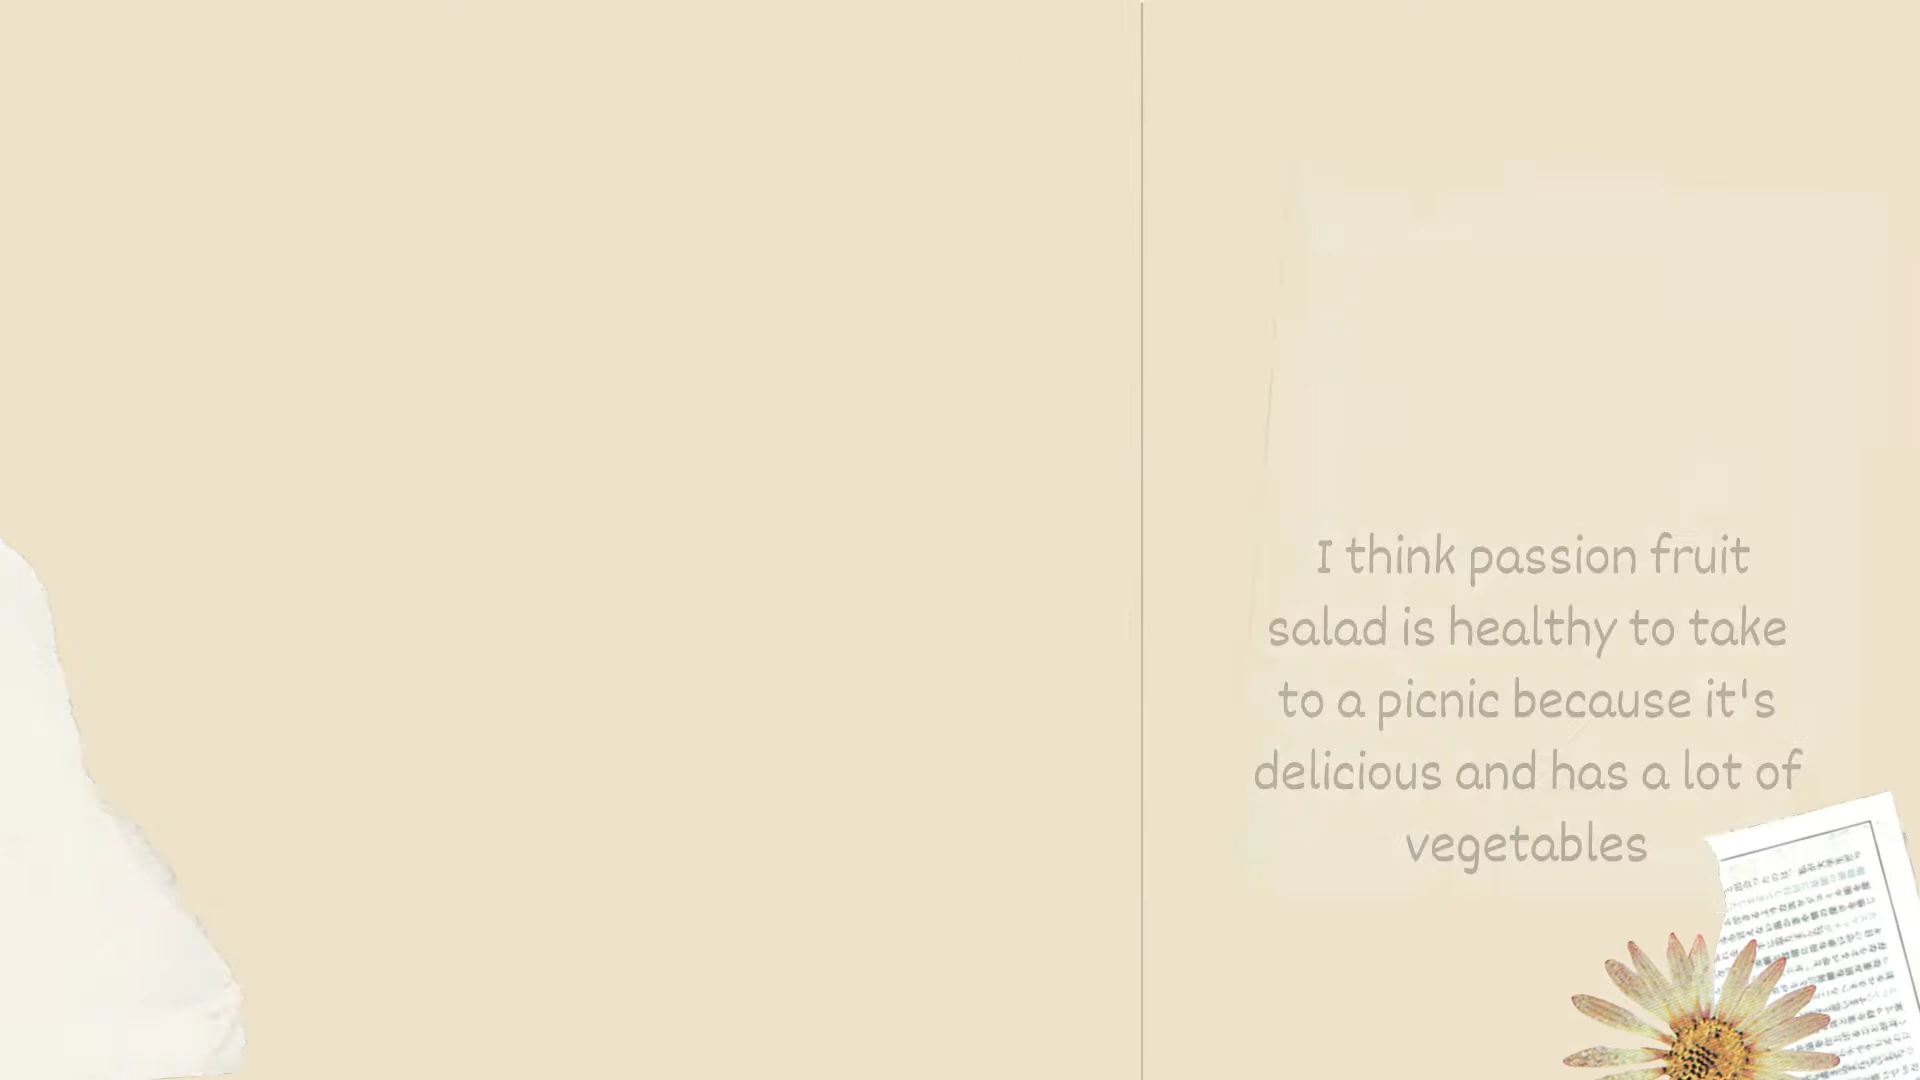 I think passion fruit
salad is healthy to take
to a picnic because it's
delicious and has a lot of
vegetables